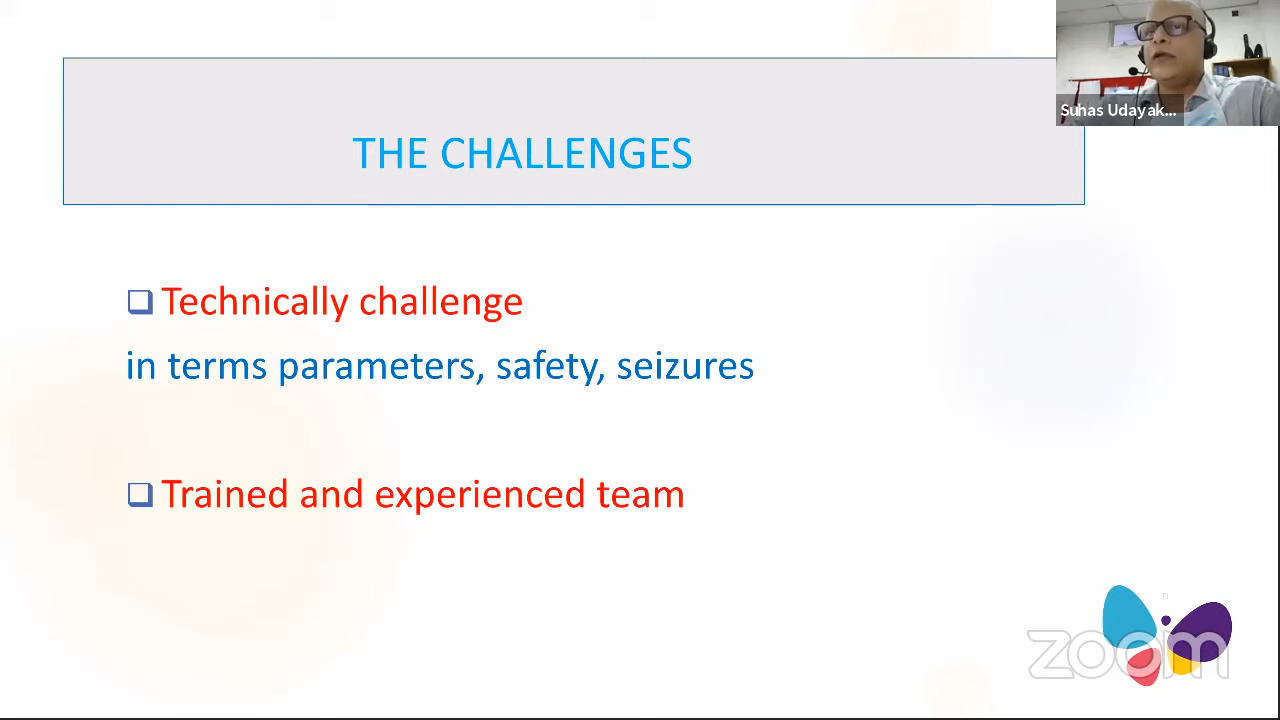 Suhas Udayak...
THE CHALLENGES
Technically challenge
in terms parameters, safety, seizures
Trained and experienced team
zoom